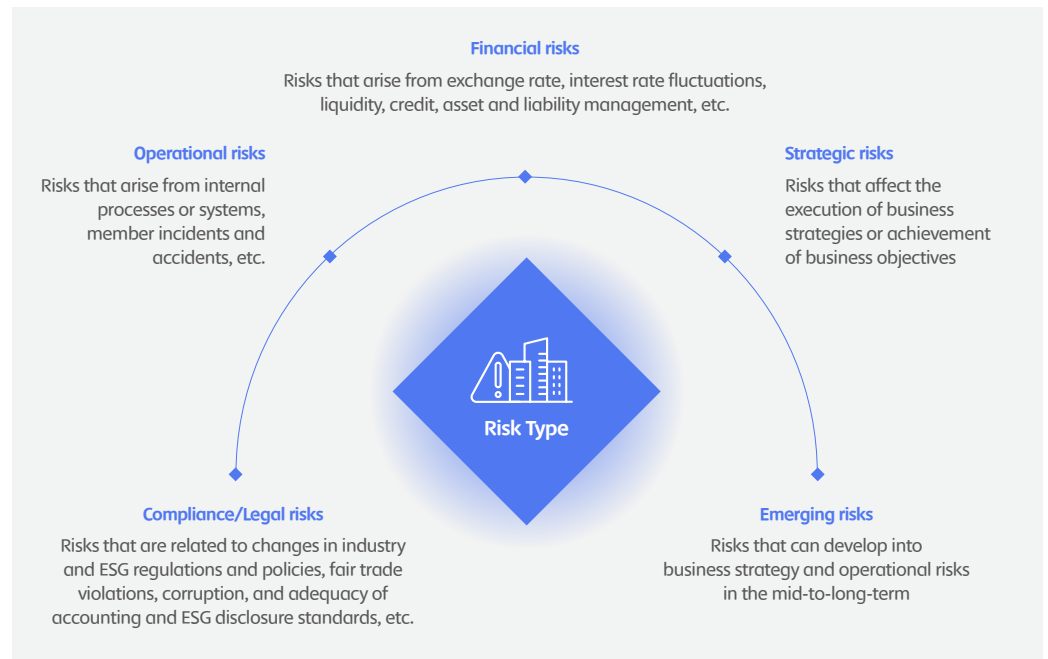 Financial risks
Risks that arise from exchange rate, interest rate fluctuations,
liquidity, credit, asset and liability management, etc.
Operational risks
Risks that arise from internal
processes or systems,
member incidents and
accidents, etc.
Strategic risks
Risks that affect the
execution of business
strategies or achievement
of business objectives
Risk Type
Compliance/Legal risks
Risks that are related to changes in industry
and ESG regulations and policies, fair trade
violations, corruption, and adequacy of
accounting and ESG disclosure standards, etc.
Emerging risks
Risks that can develop into
business strategy and operational risks
in the mid-to-long-term